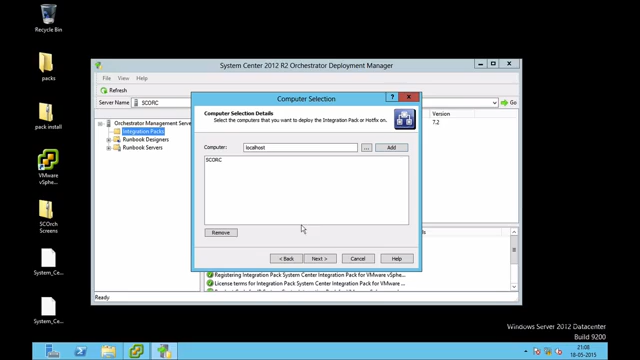 Recycle Bin
packs
pack install
VMware
vSphe...
SCOrch
Screens
System_Ce...
System_Ce...
System Center 2012 R2 Orchestrator Deployment Manager
File View Help
Refresh
Server Name SCORC Go
Orchestrator Management Serve
Integration Packs
Runbook Designers
Runbook Servers
Version
7.2
Computer Selection
Computer Selection Details
Select the computers that you want to deploy the Integration Pack or Hotfix on.
Computer: localhost ... Add
SCORC
Remove
< Back Next > Cancel Help
Registering Integration Pack System Center Integration Pack for VMware vSphe...
License terms for Integration Pack System Center Integration Pack for VMware...
Ready
Windows Server 2012 Datacenter
Build 9200
21:08
18-05-2015